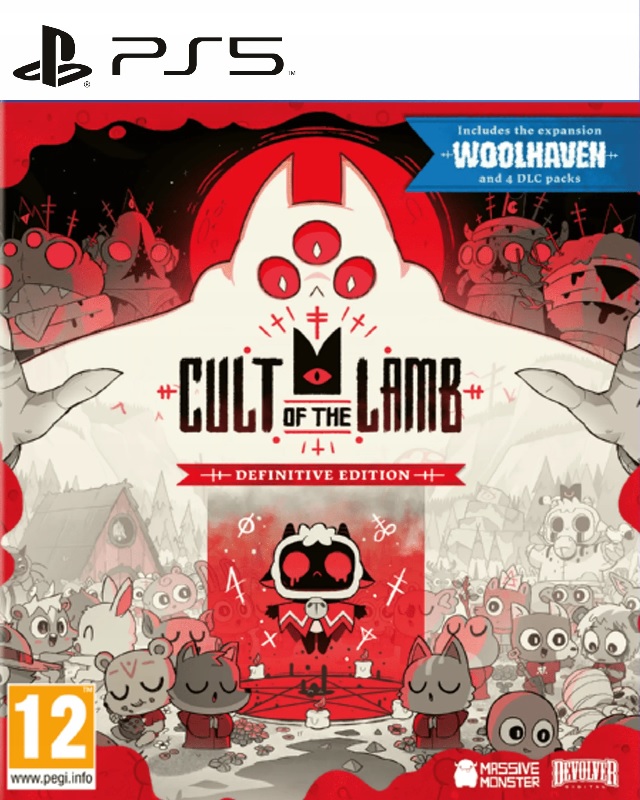 PS5
Includes the expansion
WOOLHAVEN
and 4 DLC packs
CULT OF THE LAMB
DEFINITIVE EDITION
12
www.pegi.info
MASSIVE
MONSTER
DEVOLVER
DIGITAL